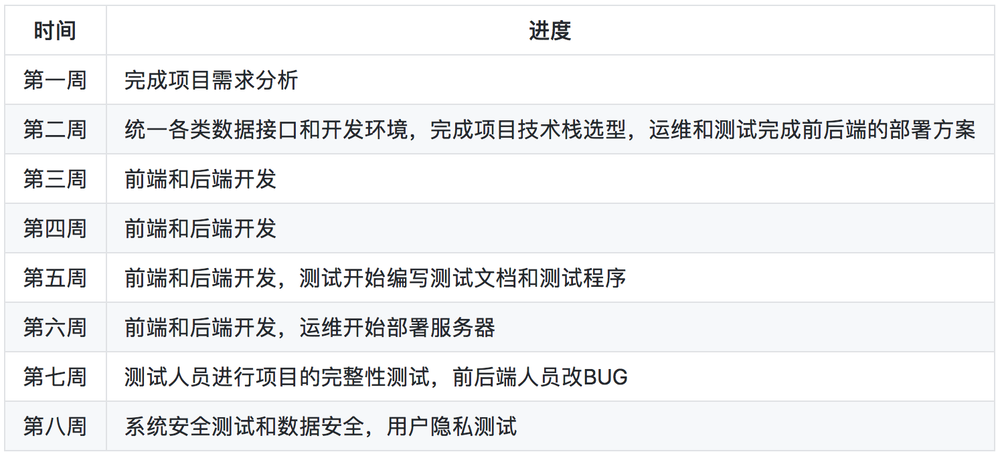 时间 进度
第一周 完成项目需求分析
第二周 统一各类数据接口和开发环境，完成项目技术栈选型，运维和测试完成前后端的部署方案
第三周 前端和后端开发
第四周 前端和后端开发
第五周 前端和后端开发，测试开始编写测试文档和测试程序
第六周 前端和后端开发，运维开始部署服务器
第七周 测试人员进行项目的完整性测试，前后端人员改BUG
第八周 系统安全测试和数据安全，用户隐私测试